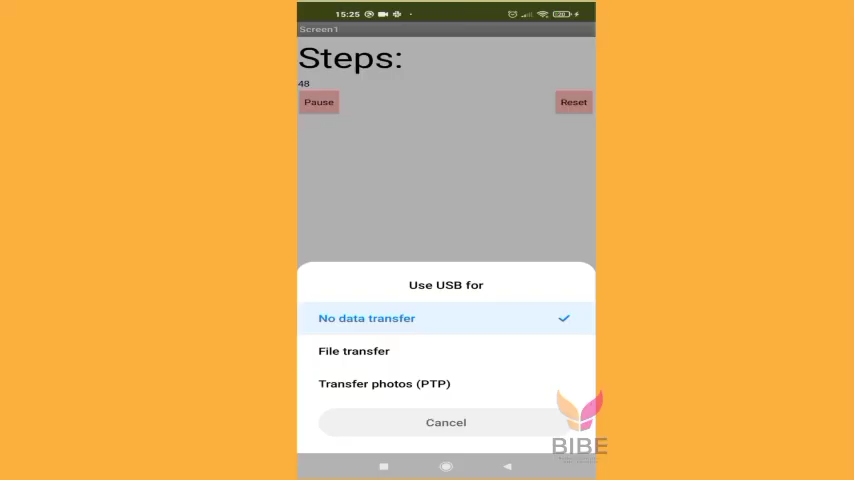 15:25
Screen1
Steps:
48
Pause
Reset
Use USB for
No data transfer
File transfer
Transfer photos (PTP)
Cancel
BIBE